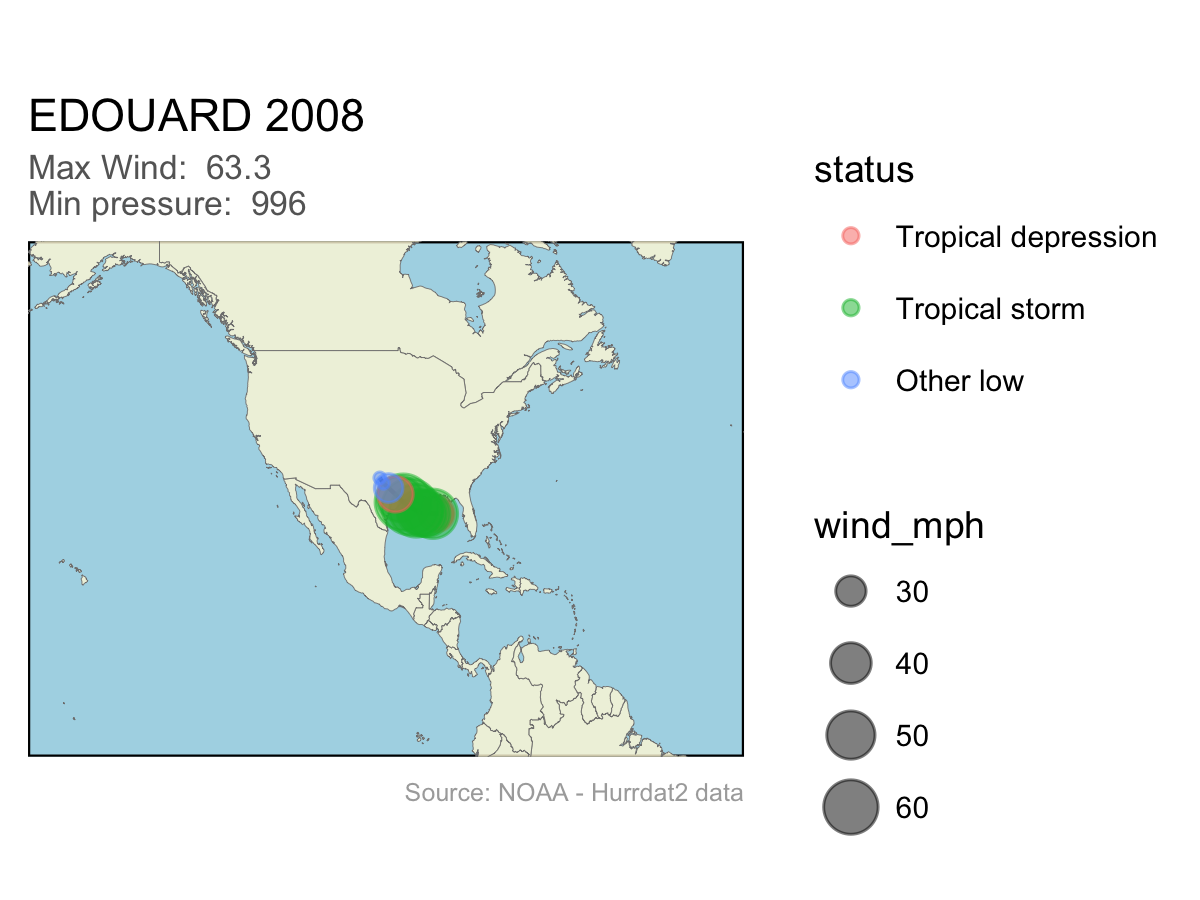 EDOUARD 2008
Max Wind:  63.3
Min pressure:  996
status
Tropical depression
Tropical storm
Other low
wind_mph
30
40
50
60
Source: NOAA - Hurrdat2 data